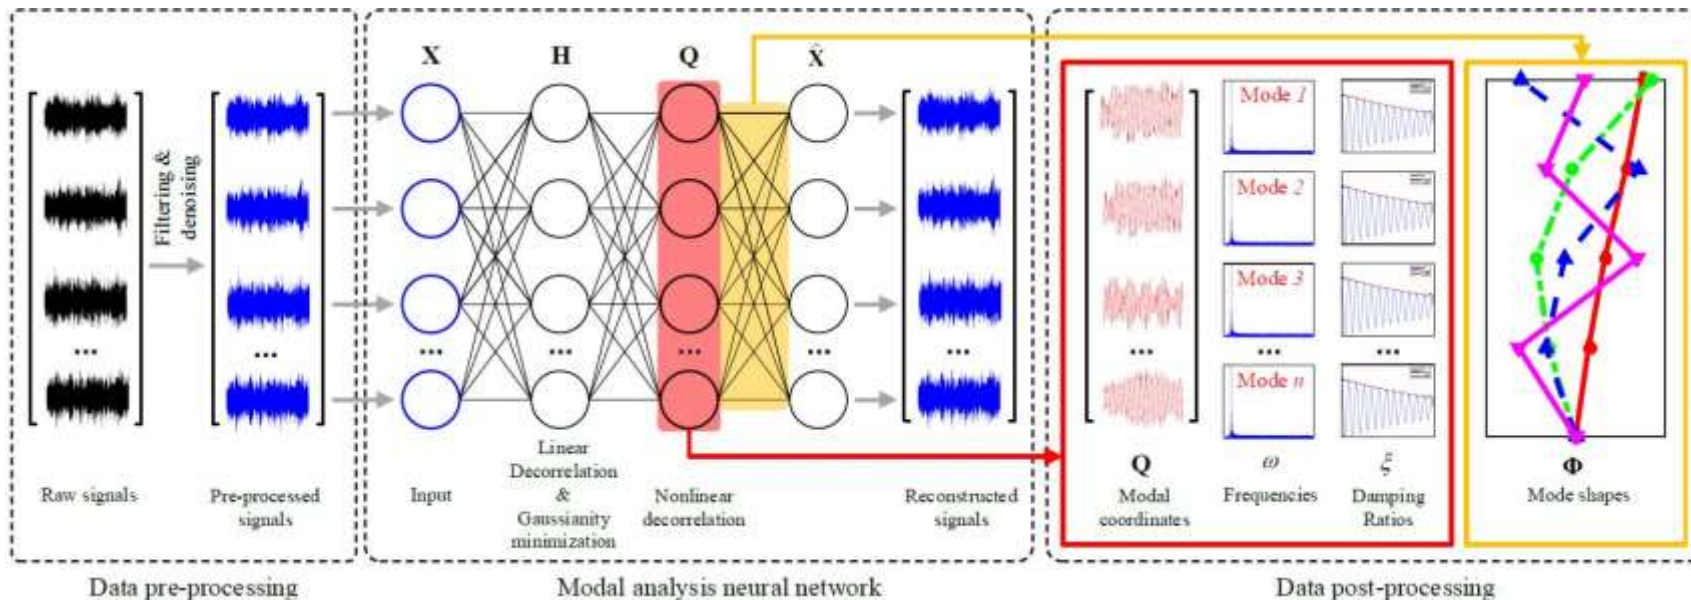 X
H
Q
X̂
Filtering &
denoising
...
...
...
...
...
...
...
...
...
Mode 1
Mode 2
Mode 3
Mode n
Raw signals
Pre-processed
signals
Input
Linear
Decorrelation
&
Gaussianity
minimization
Nonlinear
decorrelation
Reconstructed
signals
Q
Modal
coordinates
ω
Frequencies
ξ
Damping
Ratios
Φ
Mode shapes
Data pre-processing
Modal analysis neural network
Data post-processing